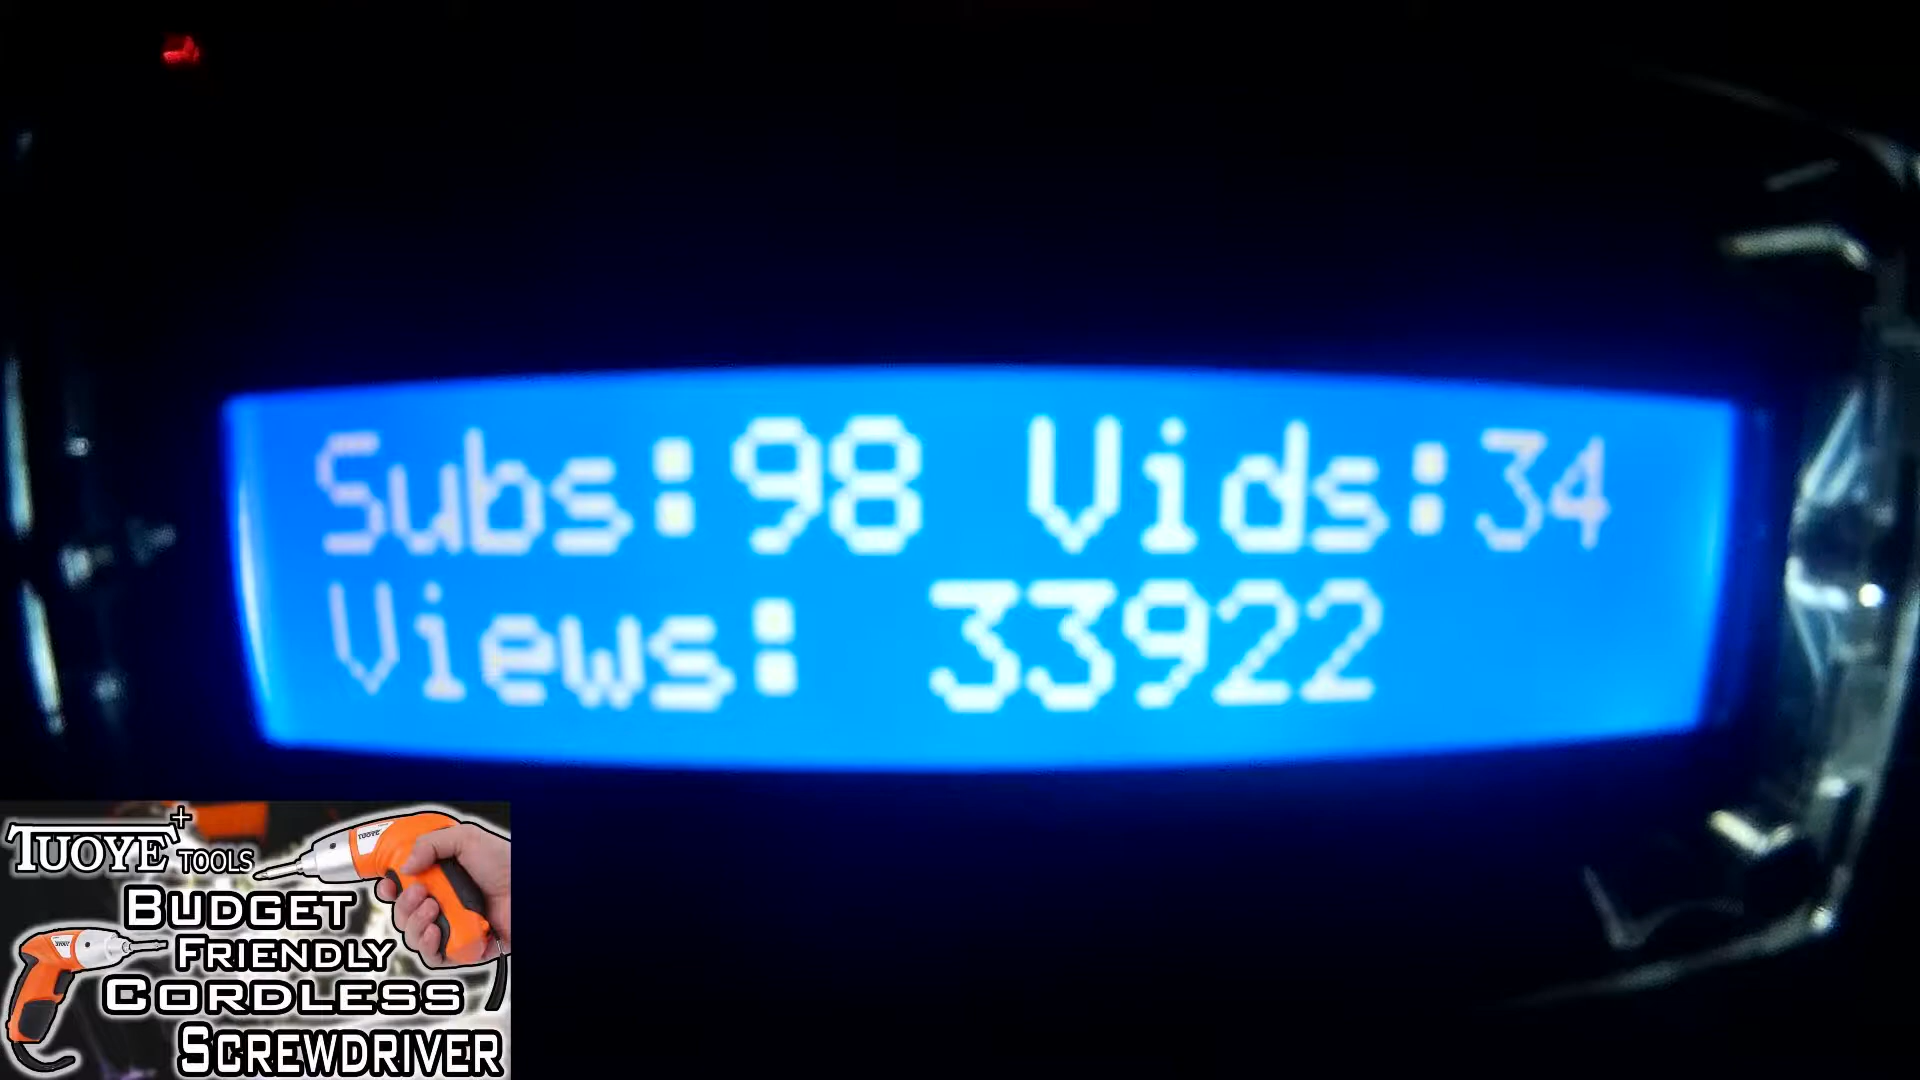 Subs:98 Vids:34
Views: 33922
TUOYE+ TOOLS
BUDGET
FRIENDLY
CORDLESS
SCREWDRIVER